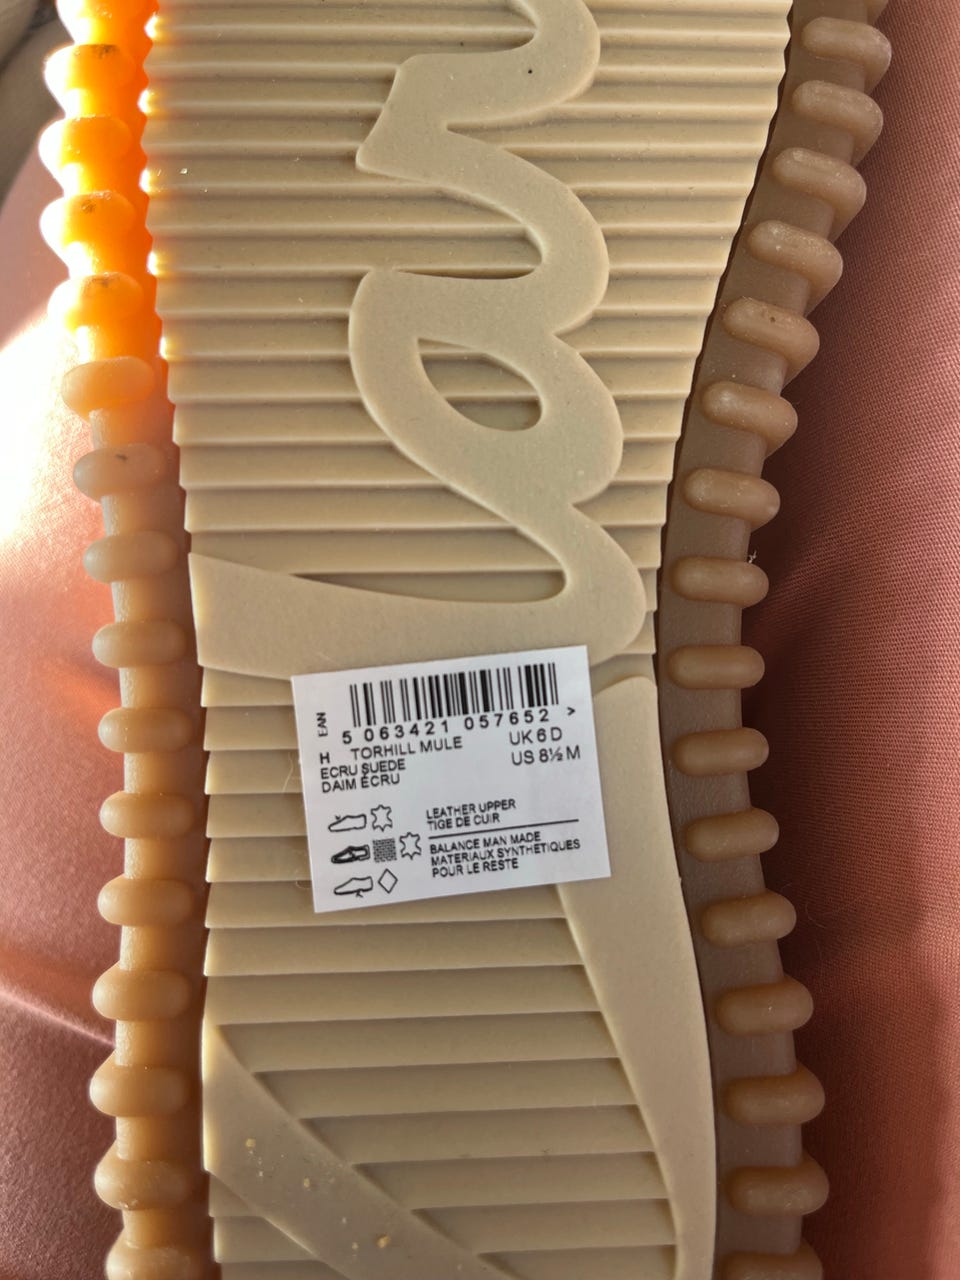 EAN
5 063421 057652 >
H TORHILL MULE UK 6 D
ECRU SUEDE US 8½ M
DAIM ÉCRU
LEATHER UPPER
TIGE DE CUIR
BALANCE MAN MADE
MATERIAUX SYNTHETIQUES
POUR LE RESTE